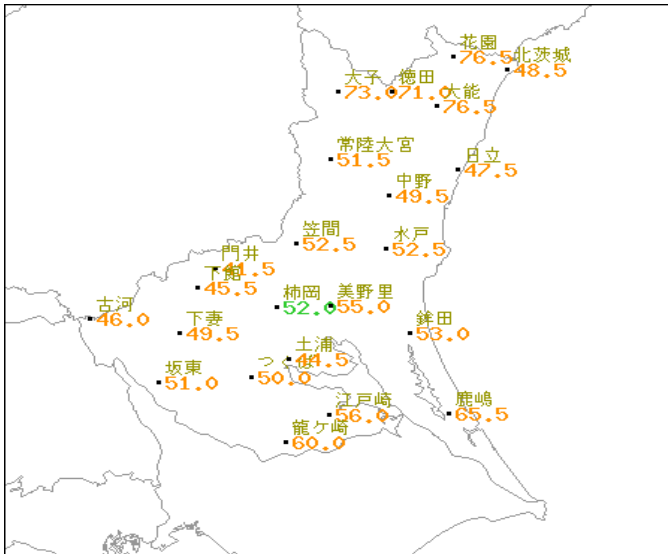 花園
76.5
北茨城
48.5
大子
73.0
徳田
71.0
大能
76.5
常陸大宮
51.5
日立
47.5
中野
49.5
笠間
52.5
水戸
52.5
門井
41.5
下館
45.5
柿岡
52.0
美野里
55.0
古河
46.0
下妻
49.5
鉾田
53.0
土浦
44.5
つくば
50.0
坂東
51.0
江戸崎
56.0
鹿嶋
65.5
龍ケ崎
60.0